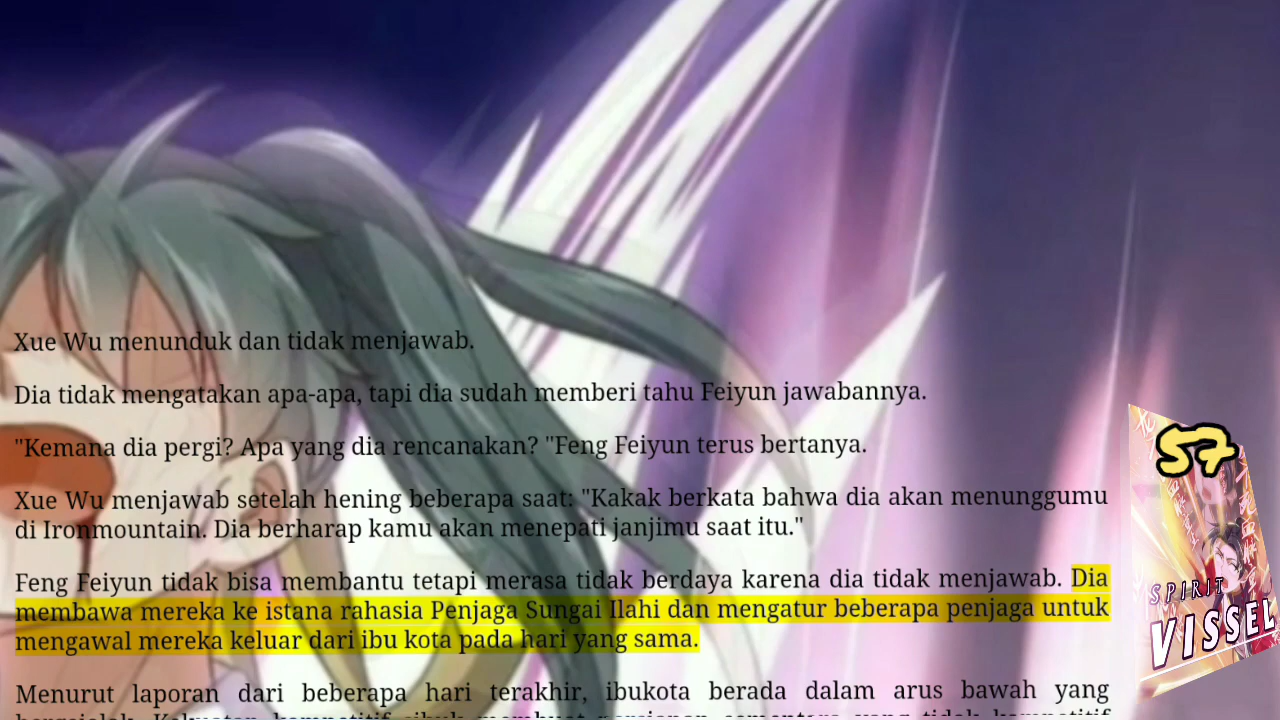 Xue Wu menunduk dan tidak menjawab.
Dia tidak mengatakan apa-apa, tapi dia sudah memberi tahu Feiyun jawabannya.
"Kemana dia pergi? Apa yang dia rencanakan? "Feng Feiyun terus bertanya.
Xue Wu menjawab setelah hening beberapa saat: "Kakak berkata bahwa dia akan menunggumu
di Ironmountain. Dia berharap kamu akan menepati janjimu saat itu."
Feng Feiyun tidak bisa membantu tetapi merasa tidak berdaya karena dia tidak menjawab. Dia
membawa mereka ke istana rahasia Penjaga Sungai Ilahi dan mengatur beberapa penjaga untuk
mengawal mereka keluar dari ibu kota pada hari yang sama.
Menurut laporan dari beberapa hari terakhir, ibukota berada dalam arus bawah yang
57
SPIRIT
VISSEL